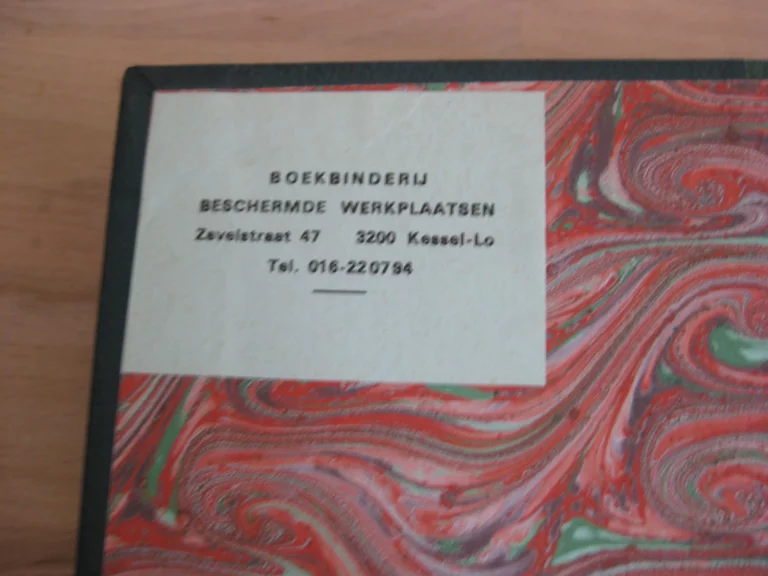 BOEKBINDERIJ
BESCHERMDE WERKPLAATSEN
Zavelstraat 47 3200 Kessel-Lo
Tel. 016-220794